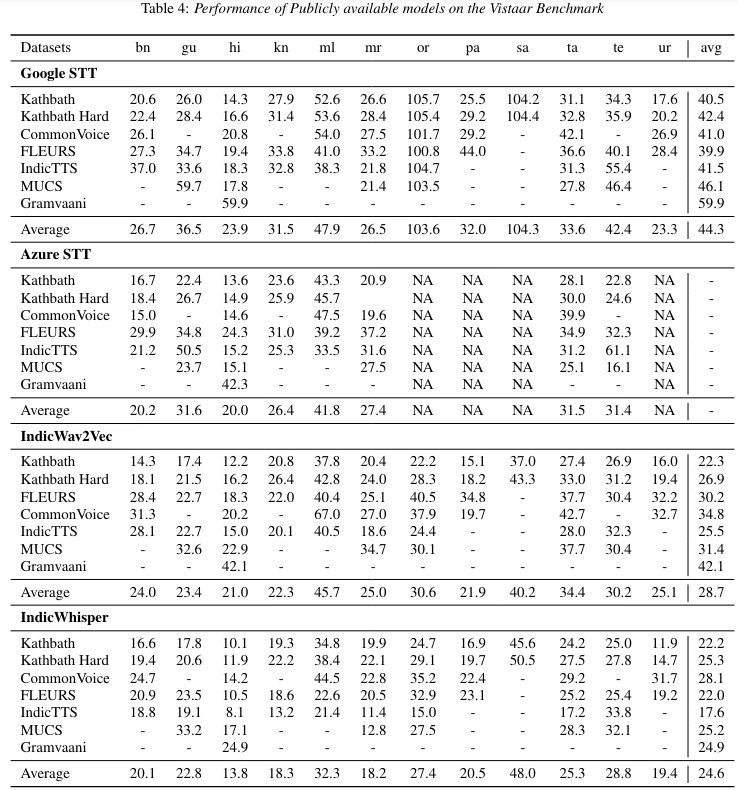 Table 4: Performance of Publicly available models on the Vistaar Benchmark
Datasets bn gu hi kn ml mr or pa sa ta te ur avg
Google STT
Kathbath 20.6 26.0 14.3 27.9 52.6 26.6 105.7 25.5 104.2 31.1 34.3 17.6 40.5
Kathbath Hard 22.4 28.4 16.6 31.4 53.6 28.4 105.4 29.2 104.4 32.8 35.9 20.2 42.4
CommonVoice 26.1 - 20.8 - 54.0 27.5 101.7 29.2 - 42.1 - 26.9 41.0
FLEURS 27.3 34.7 19.4 33.8 41.0 33.2 100.8 44.0 - 36.6 40.1 28.4 39.9
IndicTTS 37.0 33.6 18.3 32.8 38.3 21.8 104.7 - - 31.3 55.4 - 41.5
MUCS - 59.7 17.8 - - 21.4 103.5 - - 27.8 46.4 - 46.1
Gramvaani - - 59.9 - - - - - - - - - 59.9
Average 26.7 36.5 23.9 31.5 47.9 26.5 103.6 32.0 104.3 33.6 42.4 23.3 44.3
Azure STT
Kathbath 16.7 22.4 13.6 23.6 43.3 20.9 NA NA NA 28.1 22.8 NA -
Kathbath Hard 18.4 26.7 14.9 25.9 45.7 NA NA NA 30.0 24.6 NA -
CommonVoice 15.0 - 14.6 - 47.5 19.6 NA NA NA 39.9 - NA -
FLEURS 29.9 34.8 24.3 31.0 39.2 37.2 NA NA NA 34.9 32.3 NA -
IndicTTS 21.2 50.5 15.2 25.3 33.5 31.6 NA NA NA 31.2 61.1 NA -
MUCS - 23.7 15.1 - - 27.5 NA NA NA 25.1 16.1 NA -
Gramvaani - - 42.3 - - - NA NA NA - - NA -
Average 20.2 31.6 20.0 26.4 41.8 27.4 NA NA NA 31.5 31.4 NA -
IndicWav2Vec
Kathbath 14.3 17.4 12.2 20.8 37.8 20.4 22.2 15.1 37.0 27.4 26.9 16.0 22.3
Kathbath Hard 18.1 21.5 16.2 26.4 42.8 24.0 28.3 18.2 43.3 33.0 31.2 19.4 26.9
FLEURS 28.4 22.7 18.3 22.0 40.4 25.1 40.5 34.8 - 37.7 30.4 32.2 30.2
CommonVoice 31.3 - 20.2 - 67.0 27.0 37.9 19.7 - 42.7 - 32.7 34.8
IndicTTS 28.1 22.7 15.0 20.1 40.5 18.6 24.4 - - 28.0 32.3 - 25.5
MUCS - 32.6 22.9 - - 34.7 30.1 - - 37.7 30.4 - 31.4
Gramvaani - - 42.1 - - - - - - - - - 42.1
Average 24.0 23.4 21.0 22.3 45.7 25.0 30.6 21.9 40.2 34.4 30.2 25.1 28.7
IndicWhisper
Kathbath 16.6 17.8 10.1 19.3 34.8 19.9 24.7 16.9 45.6 24.2 25.0 11.9 22.2
Kathbath Hard 19.4 20.6 11.9 22.2 38.4 22.1 29.1 19.7 50.5 27.5 27.8 14.7 25.3
CommonVoice 24.7 - 14.2 - 44.5 22.8 35.2 22.4 - 29.2 - 31.7 28.1
FLEURS 20.9 23.5 10.5 18.6 22.6 20.5 32.9 23.1 - 25.2 25.4 19.2 22.0
IndicTTS 18.8 19.1 8.1 13.2 21.4 11.4 15.0 - - 17.2 33.8 - 17.6
MUCS - 33.2 17.1 - - 12.8 27.5 - - 28.3 32.1 - 25.2
Gramvaani - - 24.9 - - - - - - - - - 24.9
Average 20.1 22.8 13.8 18.3 32.3 18.2 27.4 20.5 48.0 25.3 28.8 19.4 24.6